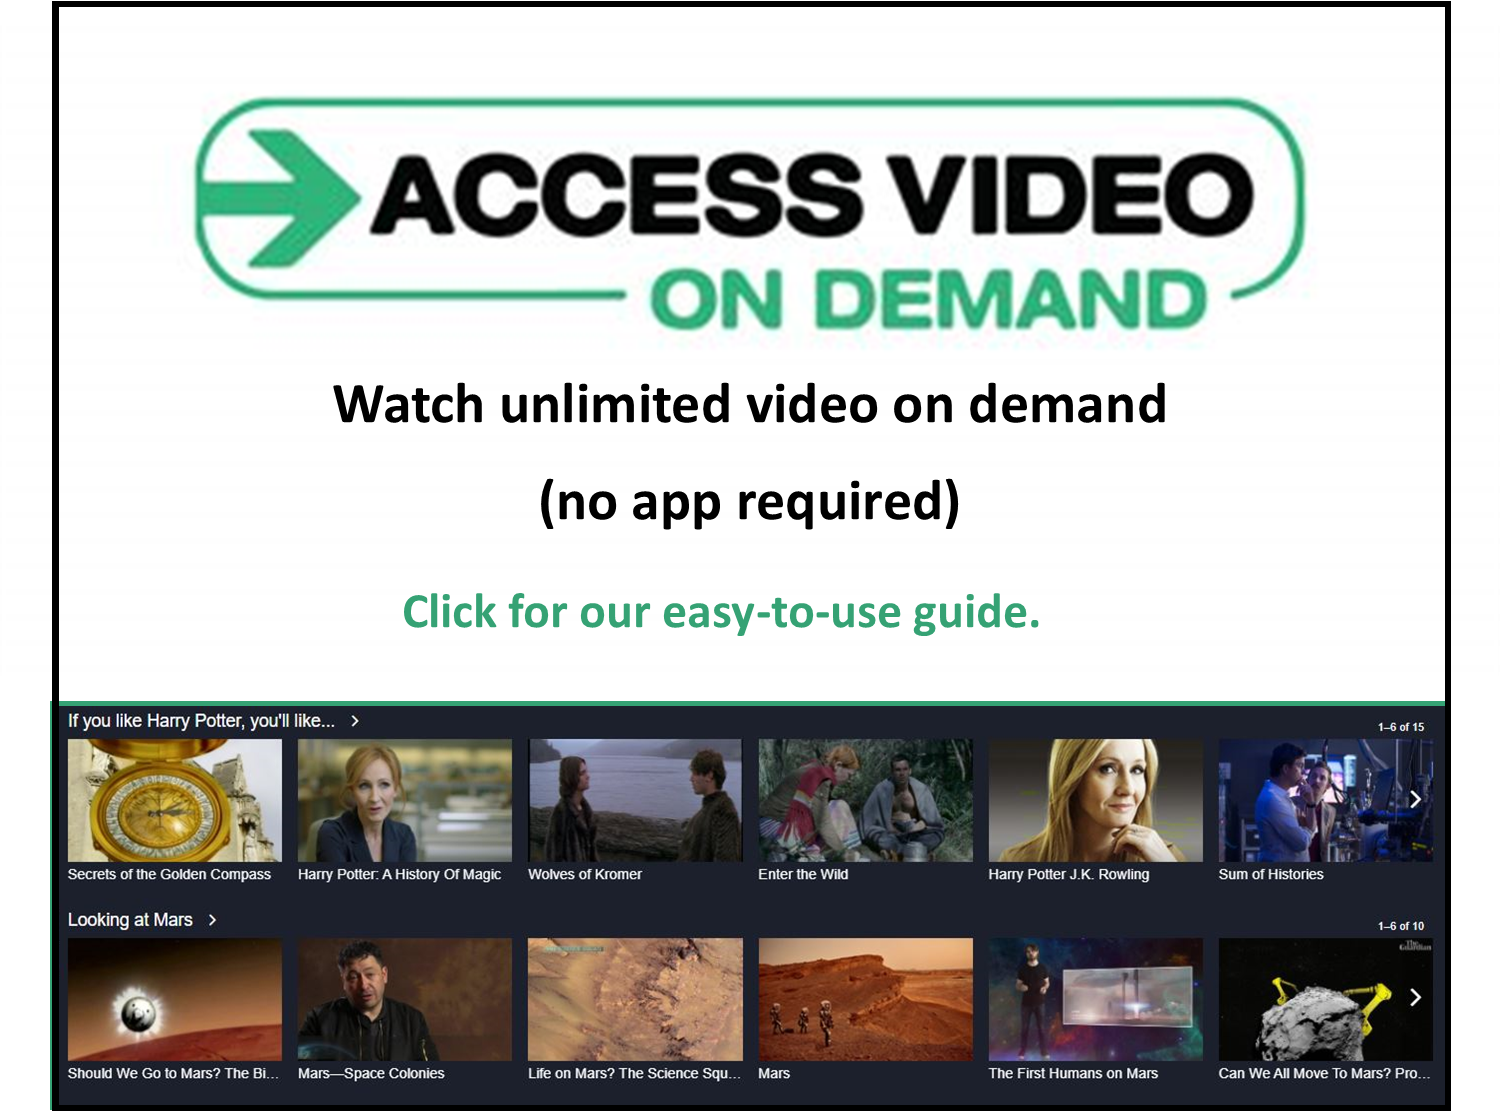 ACCESS VIDEO
ON DEMAND
Watch unlimited video on demand
(no app required)
Click for our easy-to-use guide.
If you like Harry Potter, you'll like...
1–6 of 15
Secrets of the Golden Compass
Harry Potter: A History Of Magic
Wolves of Kromer
Enter the Wild
Harry Potter J.K. Rowling
Sum of Histories
Looking at Mars
1–6 of 10
The Guardian
Should We Go to Mars? The Bi...
Mars—Space Colonies
Life on Mars? The Science Squ...
Mars
The First Humans on Mars
Can We All Move To Mars? Pro...